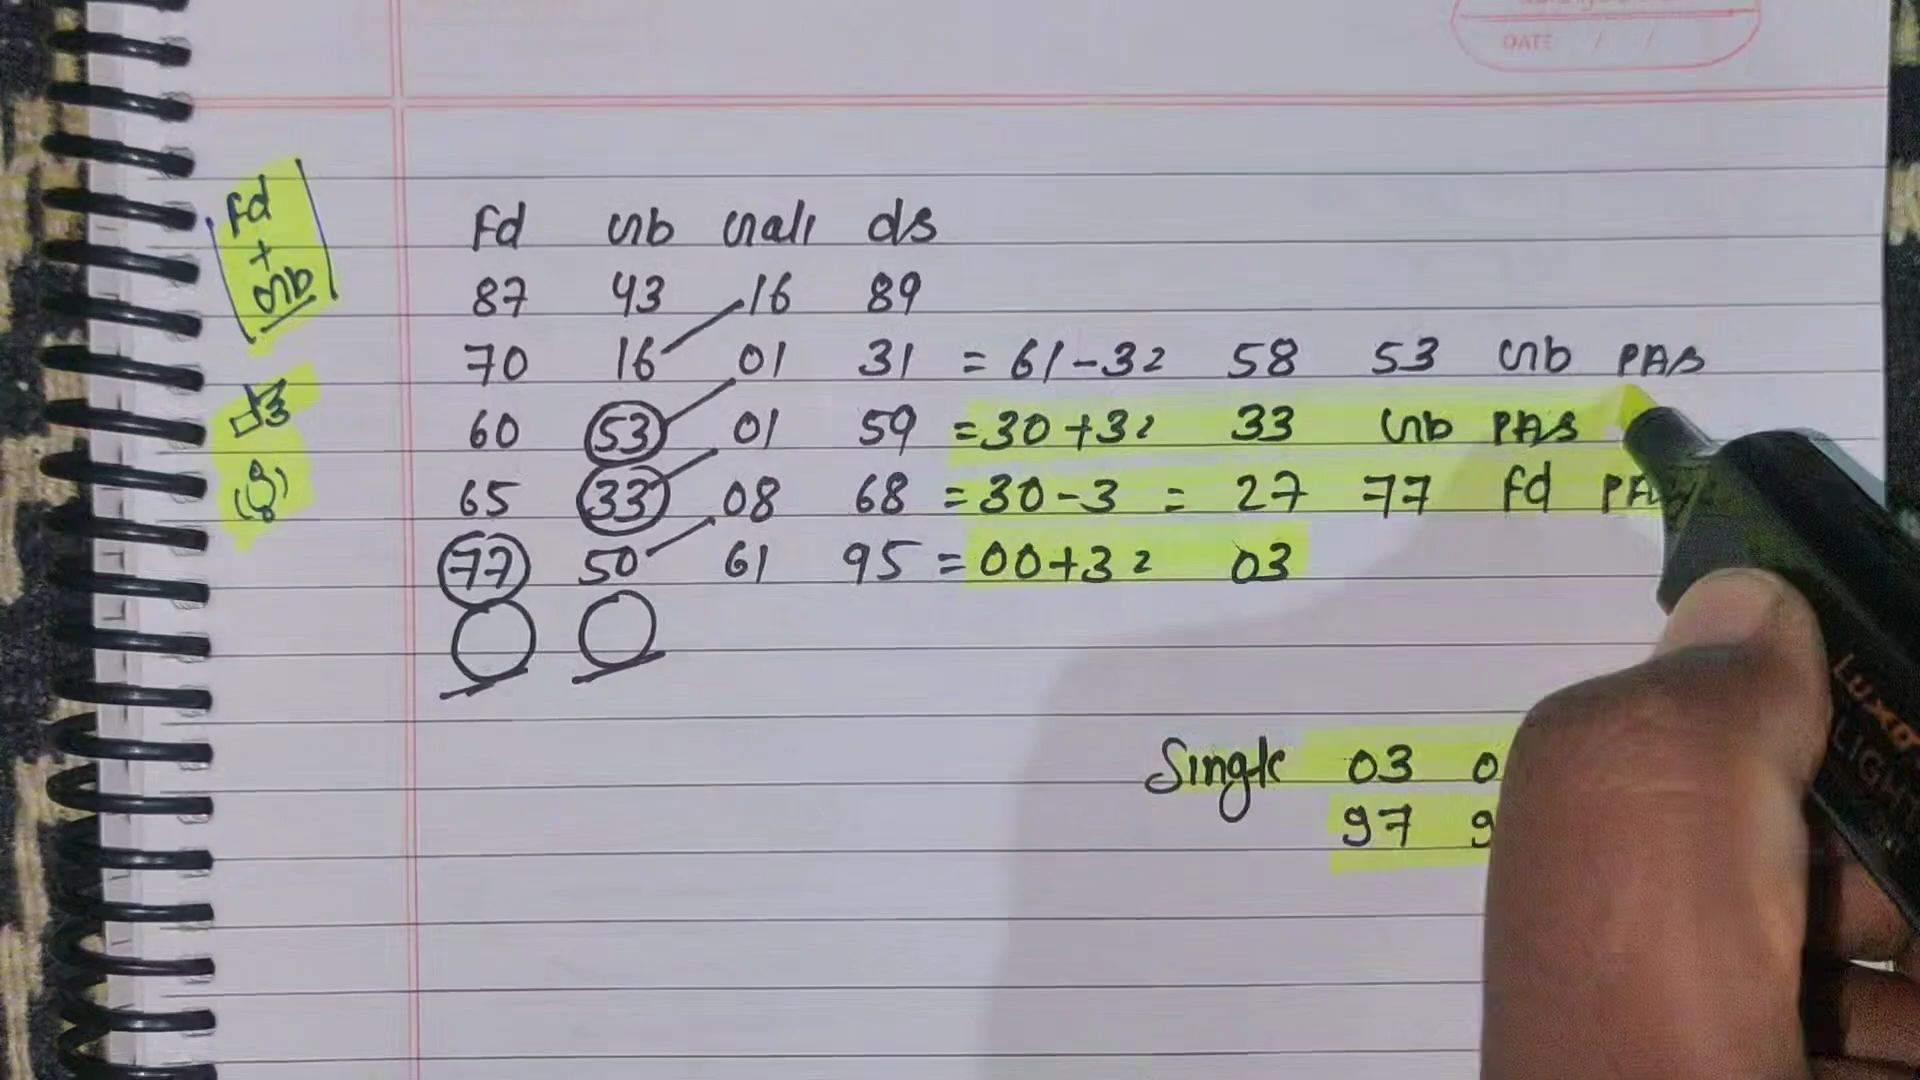 DATE / /
Fd
+
Gb
Fd Gb Gali ds
87 43 16 89
70 16 01 31 = 61-32 58 53 Gb PAS
60 53 01 59 =30+32 33 Gb PAS
65 33 08 68 =30-3 = 27 77 Fd
77 50 61 95 =00+32 03
Single 03 0
97 9